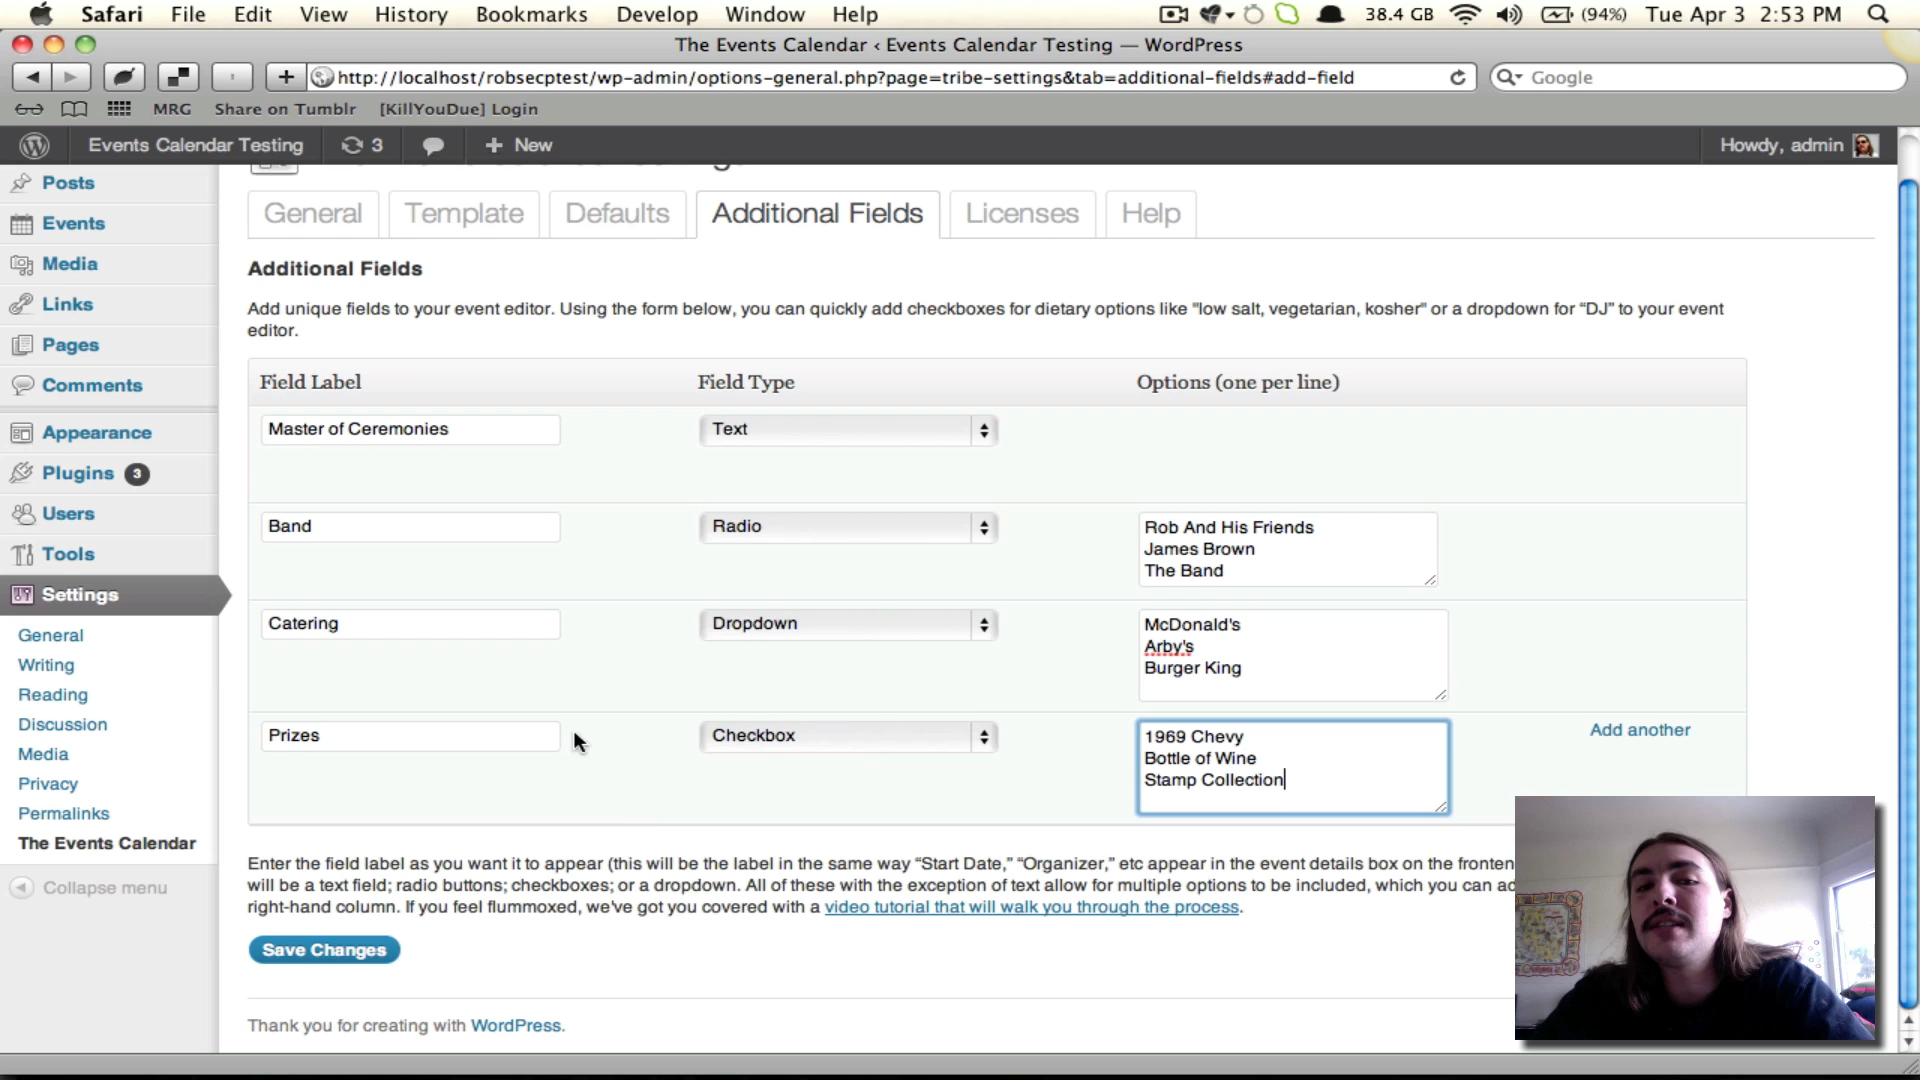 Safari File Edit View History Bookmarks Develop Window Help 38.4 GB (94%) Tue Apr 3 2:53 PM
The Events Calendar ‹ Events Calendar Testing — WordPress
http://localhost/robsecptest/wp-admin/options-general.php?page=tribe-settings&tab=additional-fields#add-field Google
MRG Share on Tumblr [KillYouDue] Login
Events Calendar Testing 3 + New Howdy, admin
Posts
Events
Media
Links
Pages
Comments
Appearance
Plugins 3
Users
Tools
Settings
General
Writing
Reading
Discussion
Media
Privacy
Permalinks
The Events Calendar
Collapse menu
General Template Defaults Additional Fields Licenses Help
Additional Fields
Add unique fields to your event editor. Using the form below, you can quickly add checkboxes for dietary options like "low salt, vegetarian, kosher" or a dropdown for “DJ” to your event
editor.
Field Label Field Type Options (one per line)
Master of Ceremonies Text
Band Radio Rob And His Friends
James Brown
The Band
Catering Dropdown McDonald's
Arby's
Burger King
Prizes Checkbox 1969 Chevy Add another
Bottle of Wine
Stamp Collection
Enter the field label as you want it to appear (this will be the label in the same way “Start Date,” “Organizer,” etc appear in the event details box on the fronten
will be a text field; radio buttons; checkboxes; or a dropdown. All of these with the exception of text allow for multiple options to be included, which you can ac
right-hand column. If you feel flummoxed, we've got you covered with a video tutorial that will walk you through the process.
Save Changes
Thank you for creating with WordPress.